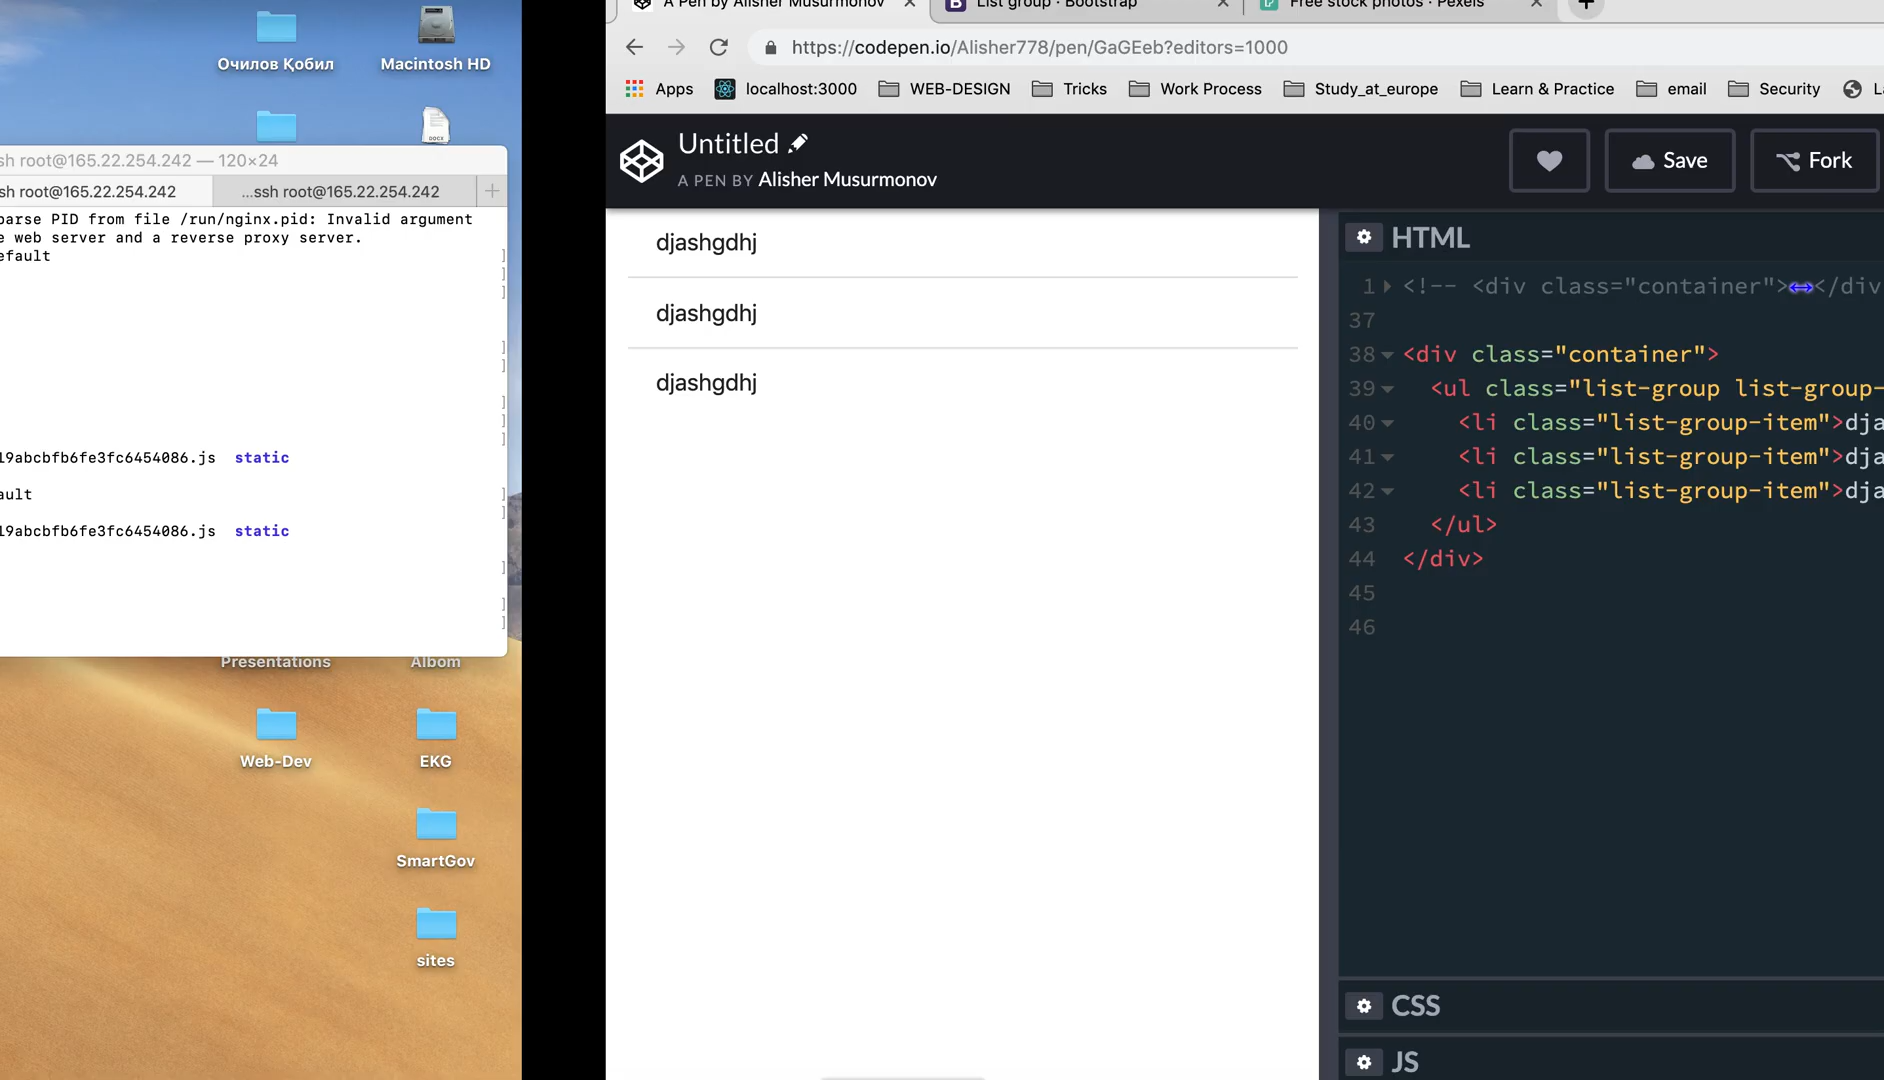 Очилов Қобил
Macintosh HD
DOCX
sh root@165.22.254.242 — 120×24
sh root@165.22.254.242
...ssh root@165.22.254.242
parse PID from file /run/nginx.pid: Invalid argument
e web server and a reverse proxy server.
efault
19abcbfb6fe3fc6454086.js static
ault
19abcbfb6fe3fc6454086.js static
Presentations
Albom
Web-Dev
EKG
SmartGov
sites
A Pen by Alisher Musurmonov
List group · Bootstrap
Free stock photos · Pexels
https://codepen.io/Alisher778/pen/GaGEeb?editors=1000
Apps
localhost:3000
WEB-DESIGN
Tricks
Work Process
Study_at_europe
Learn & Practice
email
Security
Untitled
A PEN BY Alisher Musurmonov
Save
Fork
djashgdhj
djashgdhj
djashgdhj
HTML
1 <!-- <div class="container">↔</div
37
38 <div class="container">
39 <ul class="list-group list-group-
40 <li class="list-group-item">dja
41 <li class="list-group-item">dja
42 <li class="list-group-item">dja
43 </ul>
44 </div>
45
46
CSS
JS